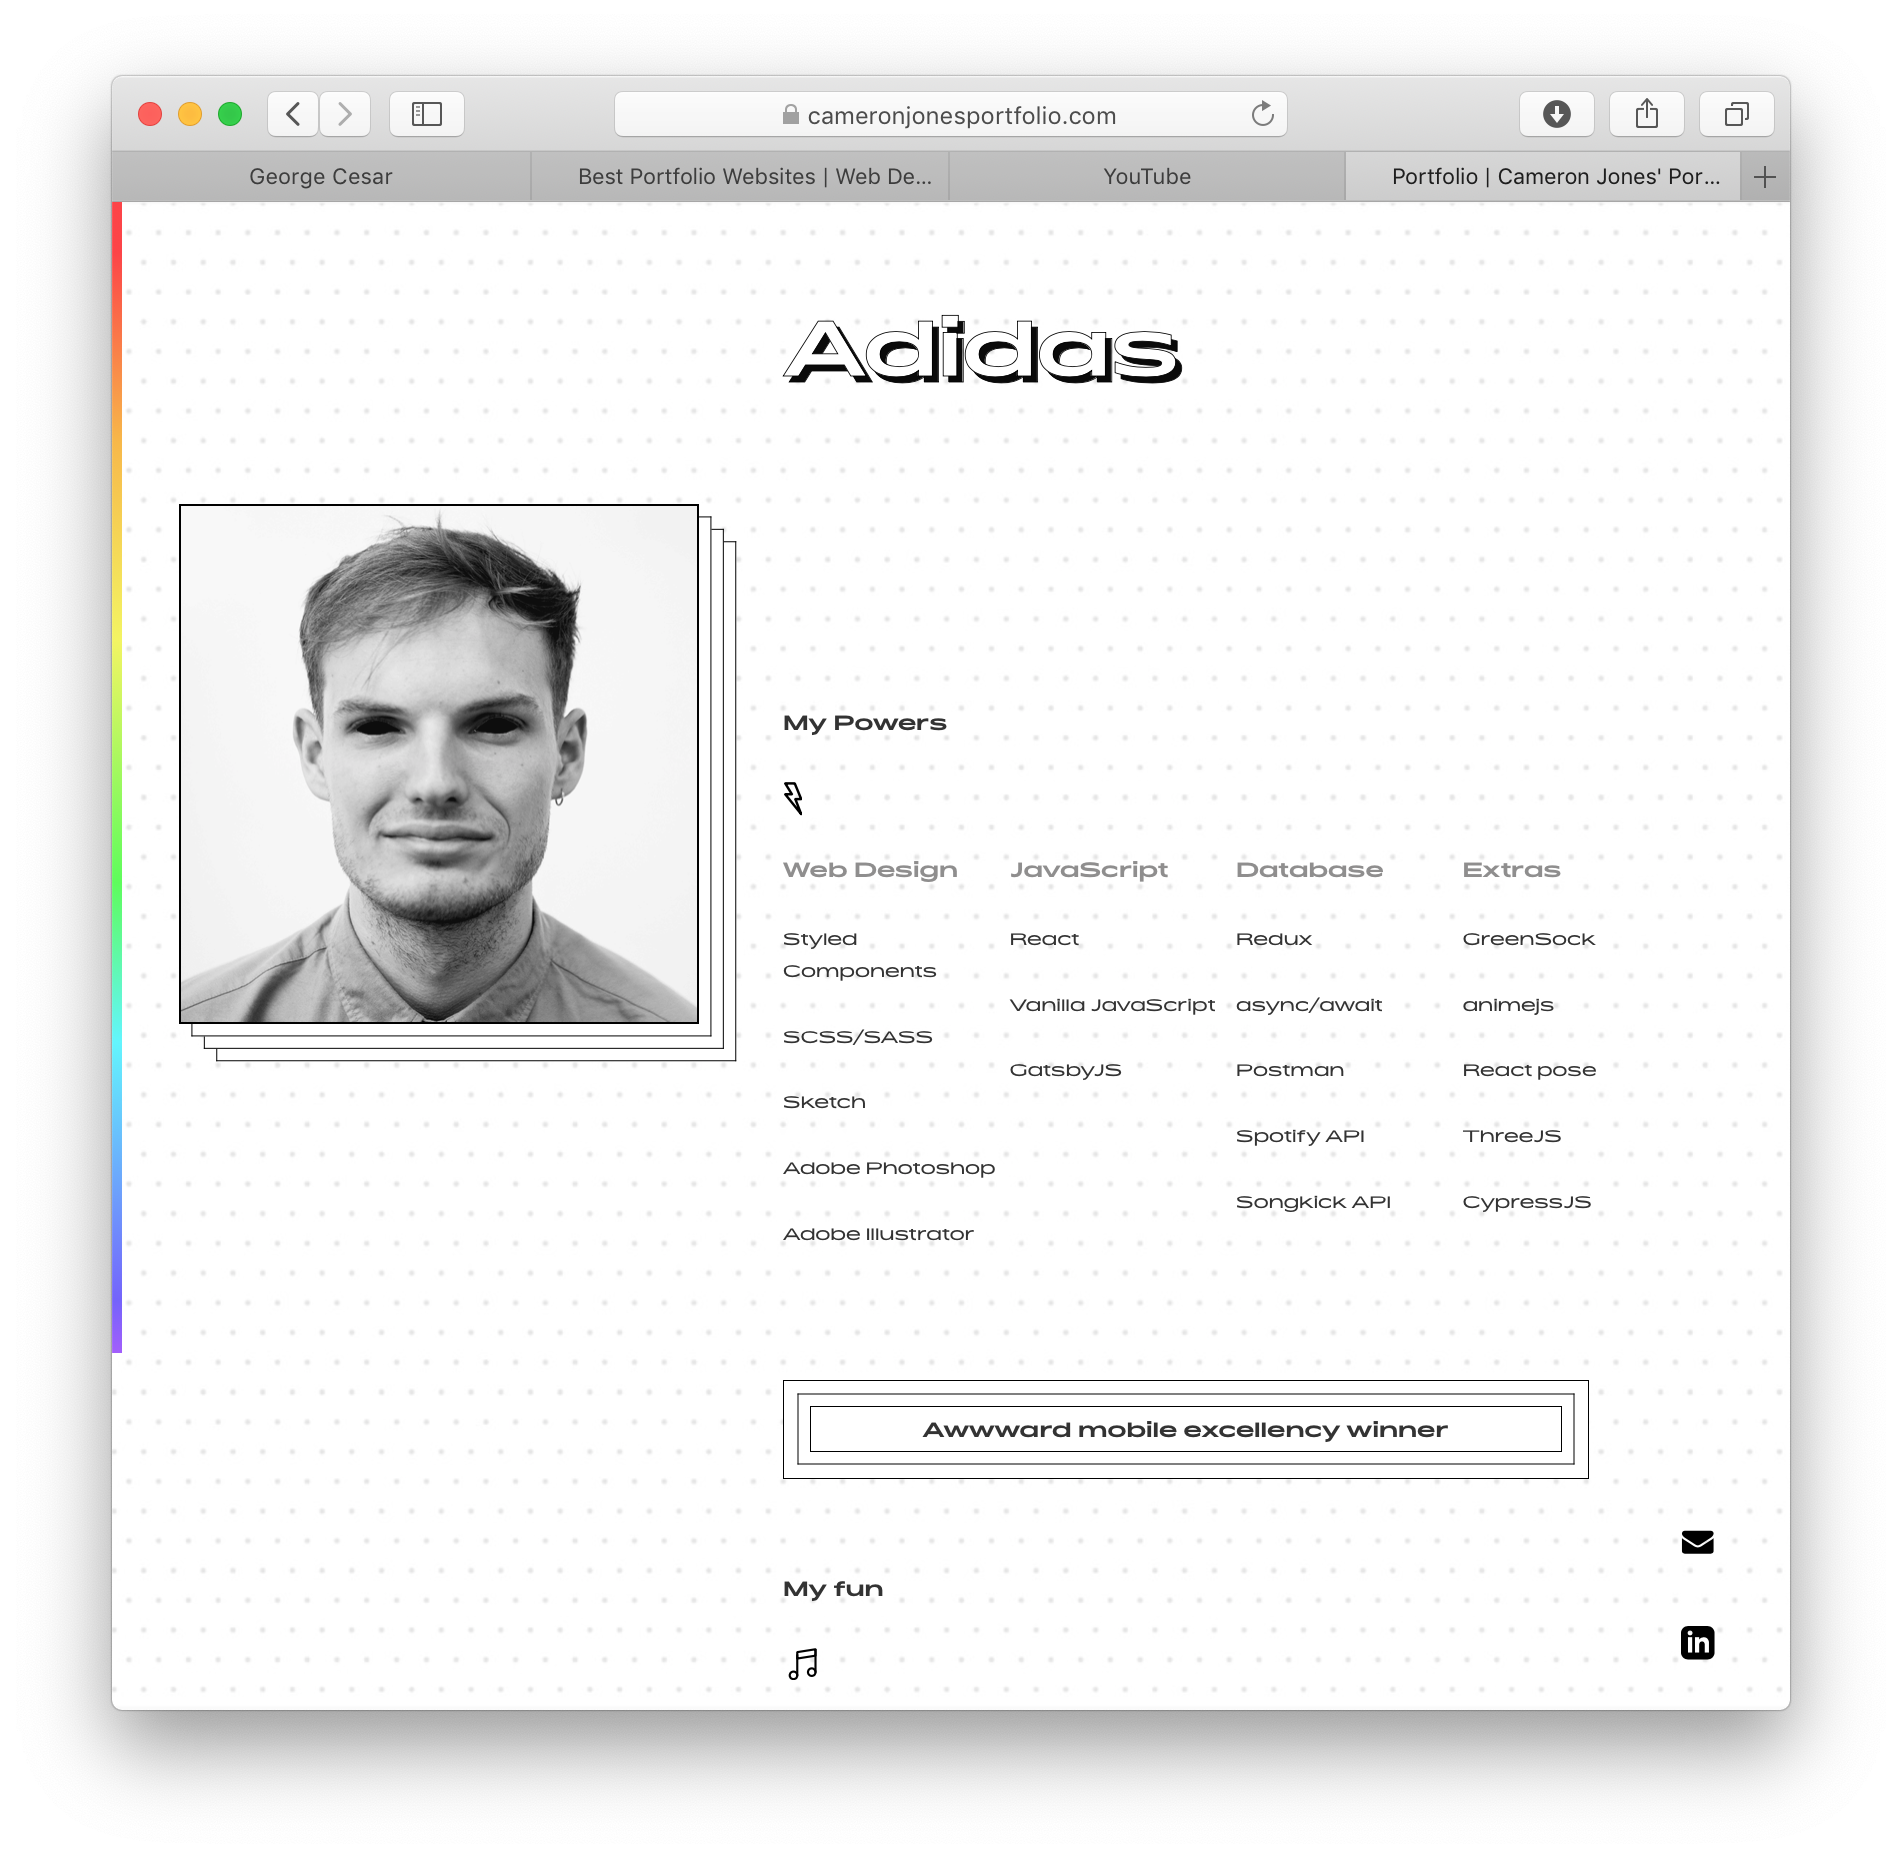 cameronjonesportfolio.com
George Cesar
Best Portfolio Websites | Web De...
YouTube
Portfolio | Cameron Jones' Por...
Adidas
My Powers
Web Design
Styled
Components
SCSS/SASS
Sketch
Adobe Photoshop
Adobe Illustrator
JavaScript
React
Vanilla JavaScript
GatsbyJS
Database
Redux
async/await
Postman
Spotify API
Songkick API
Extras
GreenSock
animejs
React pose
ThreeJS
CypressJS
Awwward mobile excellency winner
My fun
in